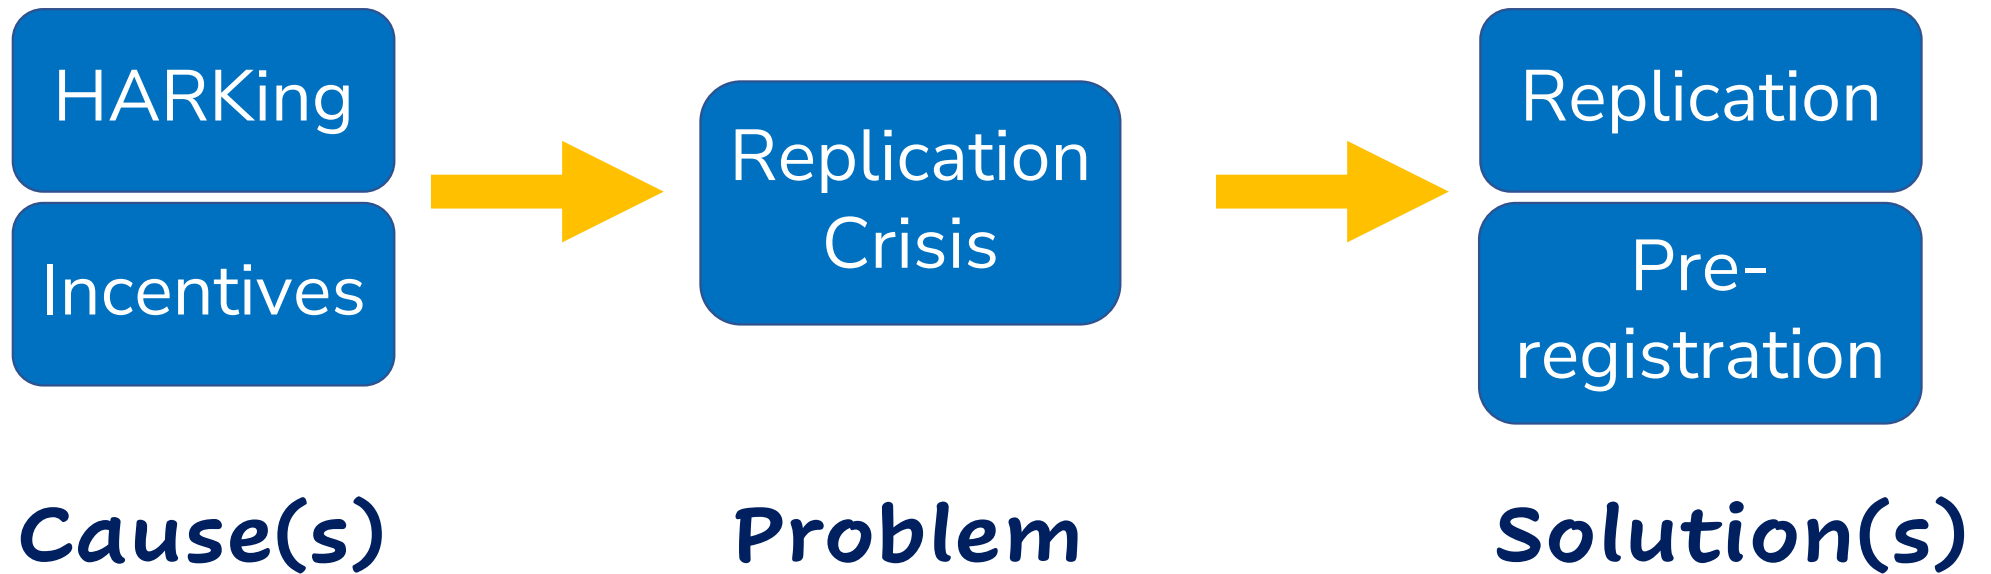 HARKing
Incentives
Replication
Crisis
Replication
Pre-
registration
Cause(s)
Problem
Solution(s)